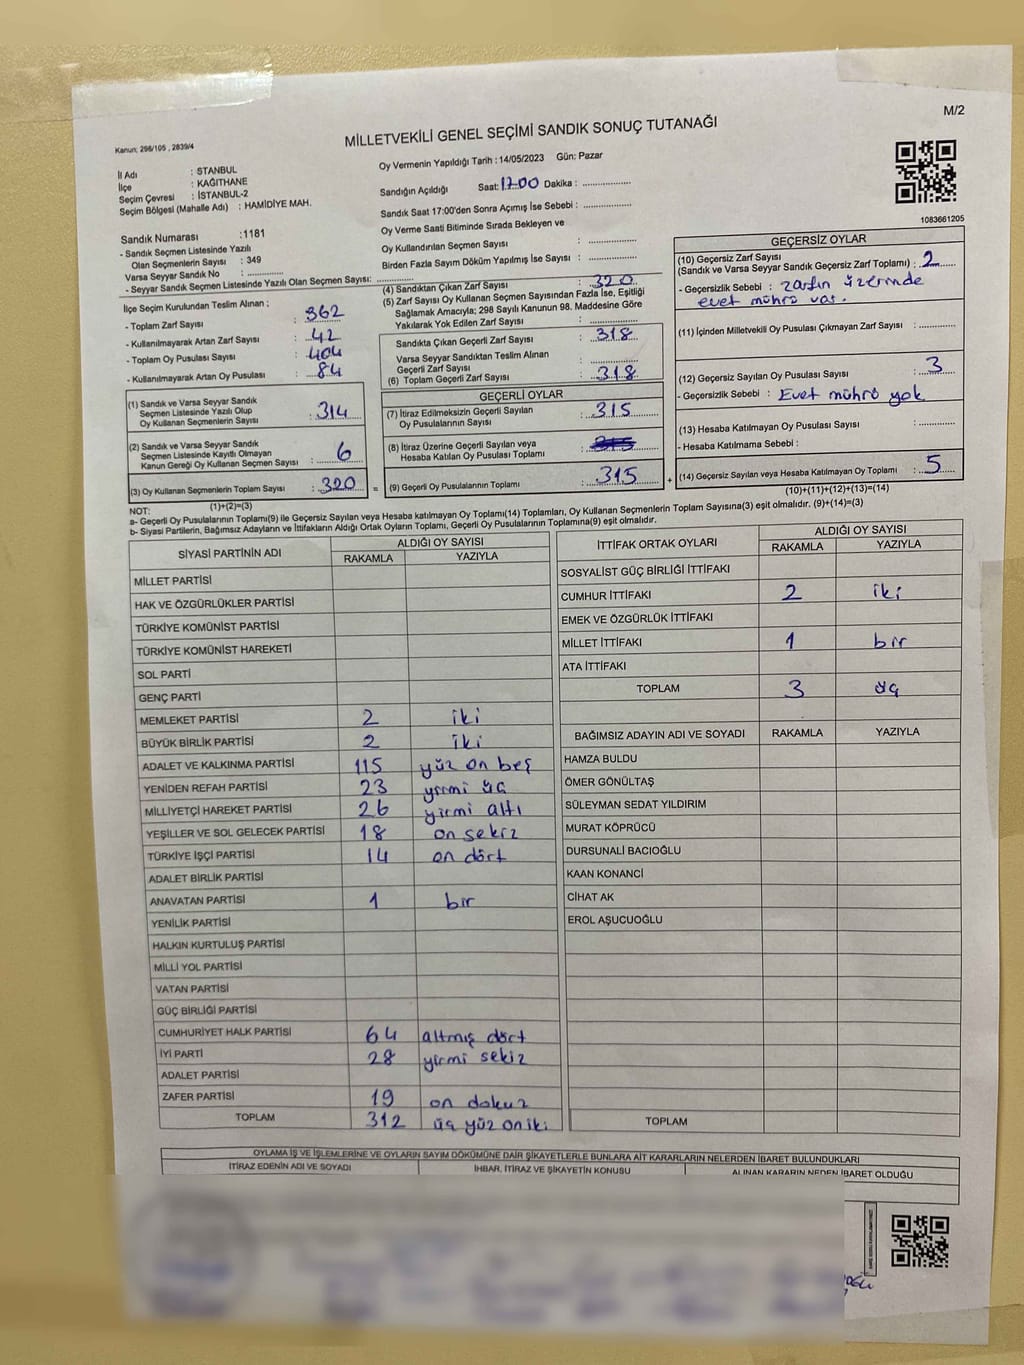 M/2
MİLLETVEKİLİ GENEL SEÇİMİ SANDIK SONUÇ TUTANAĞI
Kanun; 298/105 , 2839/4
İl Adı : STANBUL
İlçe : KAĞITHANE
Seçim Çevresi : İSTANBUL-2
Seçim Bölgesi (Mahalle Adı) : HAMİDİYE MAH.
Sandık Numarası :1181
- Sandık Seçmen Listesinde Yazılı
Olan Seçmenlerin Sayısı : 349
Varsa Seyyar Sandık No : ..............
- Seyyar Sandık Seçmen Listesinde Yazılı Olan Seçmen Sayısı: ..............
Oy Vermenin Yapıldığı Tarih : 14/05/2023 Gün: Pazar
Sandığın Açıldığı Saat: 17.00 Dakika : ..............
Sandık Saat 17:00'den Sonra Açımış İse Sebebi : ..............
Oy Verme Saati Bitiminde Sırada Bekleyen ve
Oy Kullandırılan Seçmen Sayısı : ..............
Birden Fazla Sayım Döküm Yapılmış İse Sayısı : ..............
1083661205
İlçe Seçim Kurulundan Teslim Alınan ;
- Toplam Zarf Sayısı : 362
- Kullanılmayarak Artan Zarf Sayısı : 42
- Toplam Oy Pusulası Sayısı : 404
- Kullanılmayarak Artan Oy Pusulası : 84
(1) Sandık ve Varsa Seyyar Sandık
Seçmen Listesinde Yazılı Olup
Oy Kullanan Seçmenlerin Sayısı : 314
(2) Sandık ve Varsa Seyyar Sandık
Seçmen Listesinde Kayıtlı Olmayan
Kanun Gereği Oy Kullanan Seçmen Sayısı : 6
(3) Oy Kullanan Seçmenlerin Toplam Sayısı : 320
(1)+(2)=(3)
(4) Sandıktan Çıkan Zarf Sayısı : 320
(5) Zarf Sayısı Oy Kullanan Seçmen Sayısından Fazla İse, Eşitliği
Sağlamak Amacıyla; 298 Sayılı Kanunun 98. Maddesine Göre
Yakılarak Yok Edilen Zarf Sayısı : ..............
Sandıkta Çıkan Geçerli Zarf Sayısı : 318
Varsa Seyyar Sandıktan Teslim Alınan
Geçerli Zarf Sayısı : ..............
(6) Toplam Geçerli Zarf Sayısı : 318
GEÇERLİ OYLAR
(7) İtiraz Edilmeksizin Geçerli Sayılan
Oy Pusulalarının Sayısı : 315
(8) İtiraz Üzerine Geçerli Sayılan veya
Hesaba Katılan Oy Pusulası Toplamı : 315
= (9) Geçerli Oy Pusulalarının Toplamı : 315 +
GEÇERSİZ OYLAR
(10) Geçersiz Zarf Sayısı
(Sandık ve Varsa Seyyar Sandık Geçersiz Zarf Toplamı) : 2
- Geçersizlik Sebebi : zarfın üzerinde
evet mührü var.
(11) İçinden Milletvekili Oy Pusulası Çıkmayan Zarf Sayısı : ..............
(12) Geçersiz Sayılan Oy Pusulası Sayısı : 3
- Geçersizlik Sebebi : Evet mührü yok
(13) Hesaba Katılmayan Oy Pusulası Sayısı : ..............
- Hesaba Katılmama Sebebi :
(14) Geçersiz Sayılan veya Hesaba Katılmayan Oy Toplamı : 5
(10)+(11)+(12)+(13)=(14)
NOT:
a- Geçerli Oy Pusulalarının Toplamı(9) ile Geçersiz Sayılan veya Hesaba katılmayan Oy Toplamı(14) Toplamları, Oy Kullanan Seçmenlerin Toplam Sayısına(3) eşit olmalıdır. (9)+(14)=(3)
b- Siyasi Partilerin, Bağımsız Adayların ve İttifakların Aldığı Ortak Oyların Toplamı, Geçerli Oy Pusulalarının Toplamına(9) eşit olmalıdır.
SİYASİ PARTİNİN ADI ALDIĞI OY SAYISI
RAKAMLA YAZIYLA
MİLLET PARTİSİ
HAK VE ÖZGÜRLÜKLER PARTİSİ
TÜRKİYE KOMÜNİST PARTİSİ
TÜRKİYE KOMÜNİST HAREKETİ
SOL PARTİ
GENÇ PARTİ
MEMLEKET PARTİSİ 2 iki
BÜYÜK BİRLİK PARTİSİ 2 iki
ADALET VE KALKINMA PARTİSİ 115 yüz on beş
YENİDEN REFAH PARTİSİ 23 yirmi üç
MİLLİYETÇİ HAREKET PARTİSİ 26 yirmi altı
YEŞİLLER VE SOL GELECEK PARTİSİ 18 on sekiz
TÜRKİYE İŞÇİ PARTİSİ 14 on dört
ADALET BİRLİK PARTİSİ
ANAVATAN PARTİSİ 1 bir
YENİLİK PARTİSİ
HALKIN KURTULUŞ PARTİSİ
MİLLİ YOL PARTİSİ
VATAN PARTİSİ
GÜÇ BİRLİĞİ PARTİSİ
CUMHURİYET HALK PARTİSİ 64 altmış dört
İYİ PARTİ 28 yirmi sekiz
ADALET PARTİSİ
ZAFER PARTİSİ 19 on dokuz
TOPLAM 312 üç yüz on iki
İTTİFAK ORTAK OYLARI ALDIĞI OY SAYISI
RAKAMLA YAZIYLA
SOSYALİST GÜÇ BİRLİĞİ İTTİFAKI
CUMHUR İTTİFAKI 2 iki
EMEK VE ÖZGÜRLÜK İTTİFAKI
MİLLET İTTİFAKI 1 bir
ATA İTTİFAKI
TOPLAM 3 üç
BAĞIMSIZ ADAYIN ADI VE SOYADI RAKAMLA YAZIYLA
HAMZA BULDU
ÖMER GÖNÜLTAŞ
SÜLEYMAN SEDAT YILDIRIM
MURAT KÖPRÜCÜ
DURSUNALİ BACIOĞLU
KAAN KONANCİ
CİHAT AK
EROL AŞUCUOĞLU
TOPLAM
OYLAMA İŞ VE İŞLEMLERİNE VE OYLARIN SAYIM DÖKÜMÜNE DAİR ŞİKAYETLERLE BUNLARA AİT KARARLARIN NELERDEN İBARET BULUNDUKLARI
İTİRAZ EDENİN ADI VE SOYADI İHBAR, İTİRAZ VE ŞİKAYETİN KONUSU ALINAN KARARIN NEDEN İBARET OLDUĞU